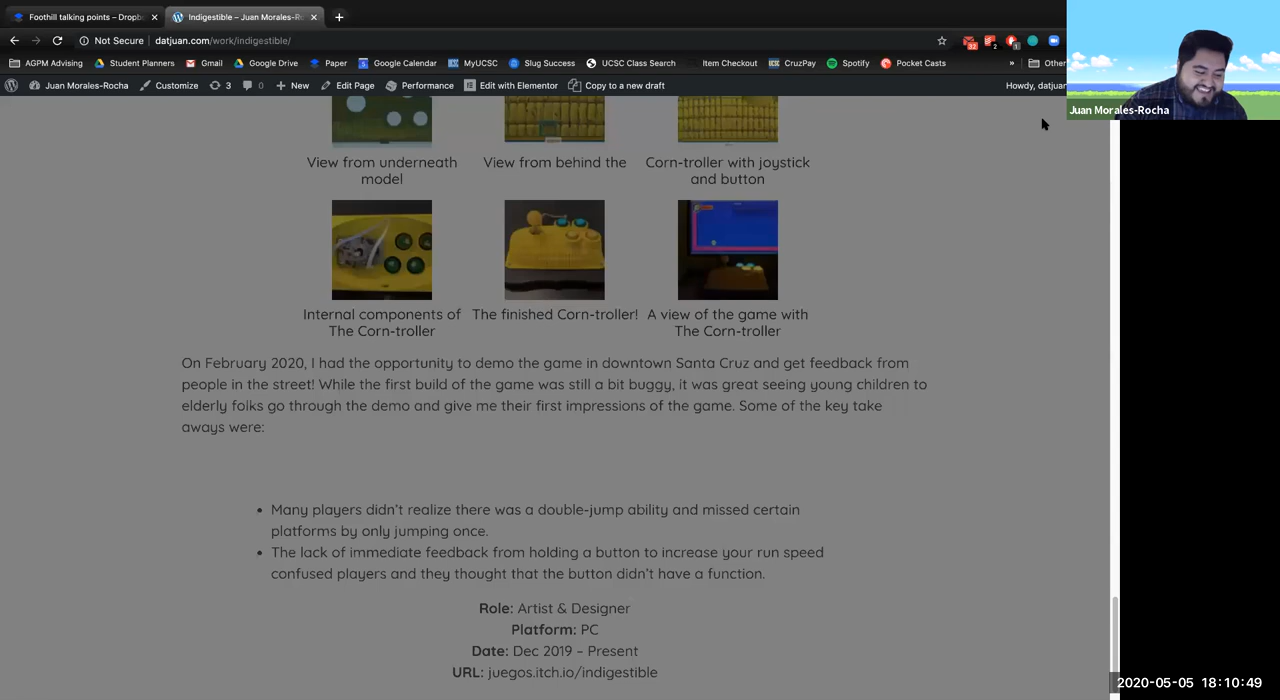 Foothill talking points – Dropb
Indigestible – Juan Morales-Ro
Not Secure
datjuan.com/work/indigestible/
32
2
1
AGPM Advising
Student Planners
Gmail
Google Drive
Paper
Google Calendar
MyUCSC
Slug Success
UCSC Class Search
Item Checkout
CruzPay
Spotify
Pocket Casts
»
Other
Juan Morales-Rocha
Customize
3
0
New
Edit Page
Performance
Edit with Elementor
Copy to a new draft
Howdy, datjuan
Juan Morales-Rocha
View from underneath
model
View from behind the
Corn-troller with joystick
and button
Internal components of
The Corn-troller
The finished Corn-troller!
A view of the game with
The Corn-troller
On February 2020, I had the opportunity to demo the game in downtown Santa Cruz and get feedback from
people in the street! While the first build of the game was still a bit buggy, it was great seeing young children to
elderly folks go through the demo and give me their first impressions of the game. Some of the key take
aways were:
• Many players didn't realize there was a double-jump ability and missed certain
platforms by only jumping once.
• The lack of immediate feedback from holding a button to increase your run speed
confused players and they thought that the button didn't have a function.
Role: Artist & Designer
Platform: PC
Date: Dec 2019 – Present
URL: juegos.itch.io/indigestible
2020-05-05 18:10:49